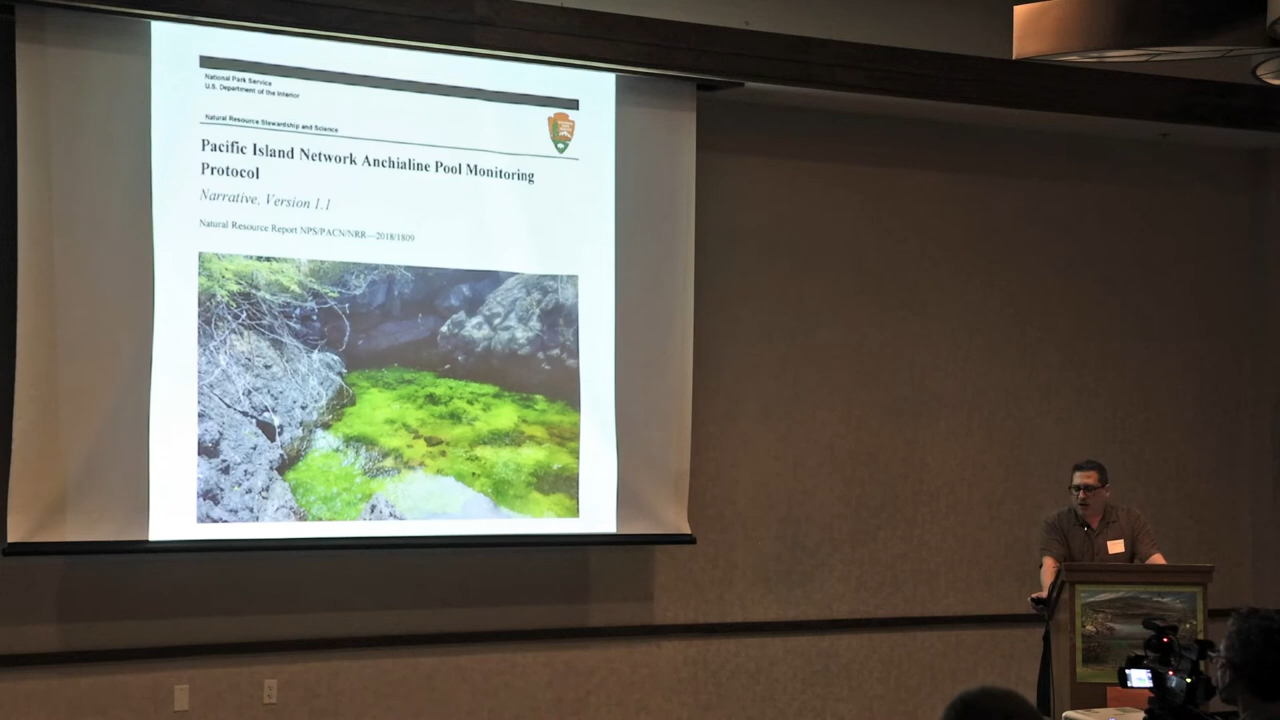 National Park Service
U.S. Department of the Interior
Natural Resource Stewardship and Science
Pacific Island Network Anchialine Pool Monitoring
Protocol
Narrative, Version 1.1
Natural Resource Report NPS/PACN/NRR—2018/1809